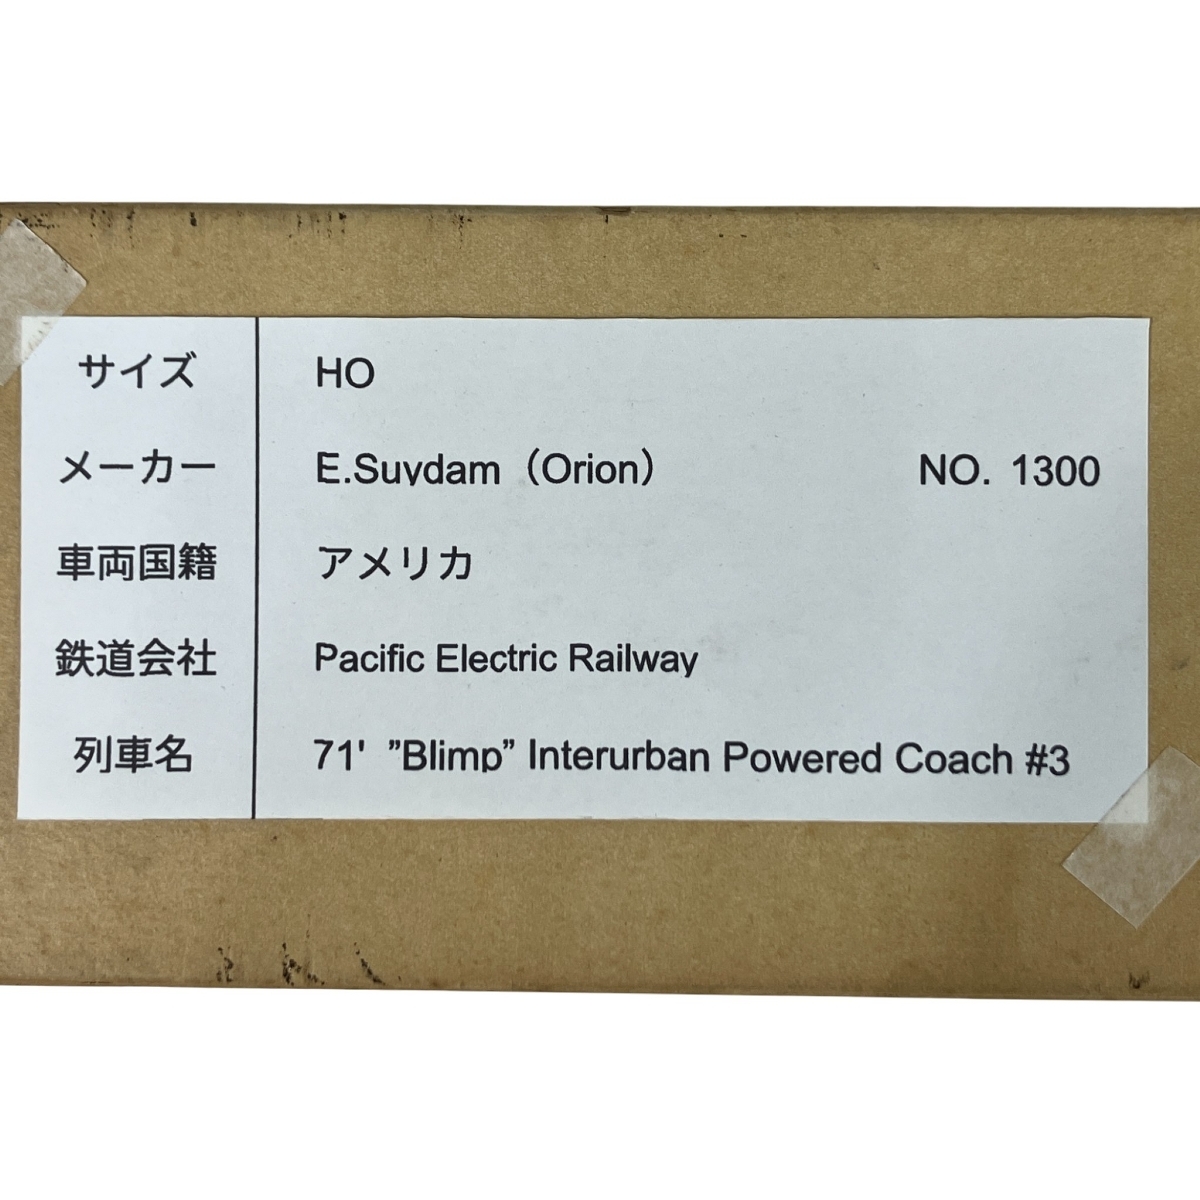 サイズ HO
メーカー E.Suydam（Orion） NO. 1300
車両国籍 アメリカ
鉄道会社 Pacific Electric Railway
列車名 71' ”Blimp” Interurban Powered Coach #3